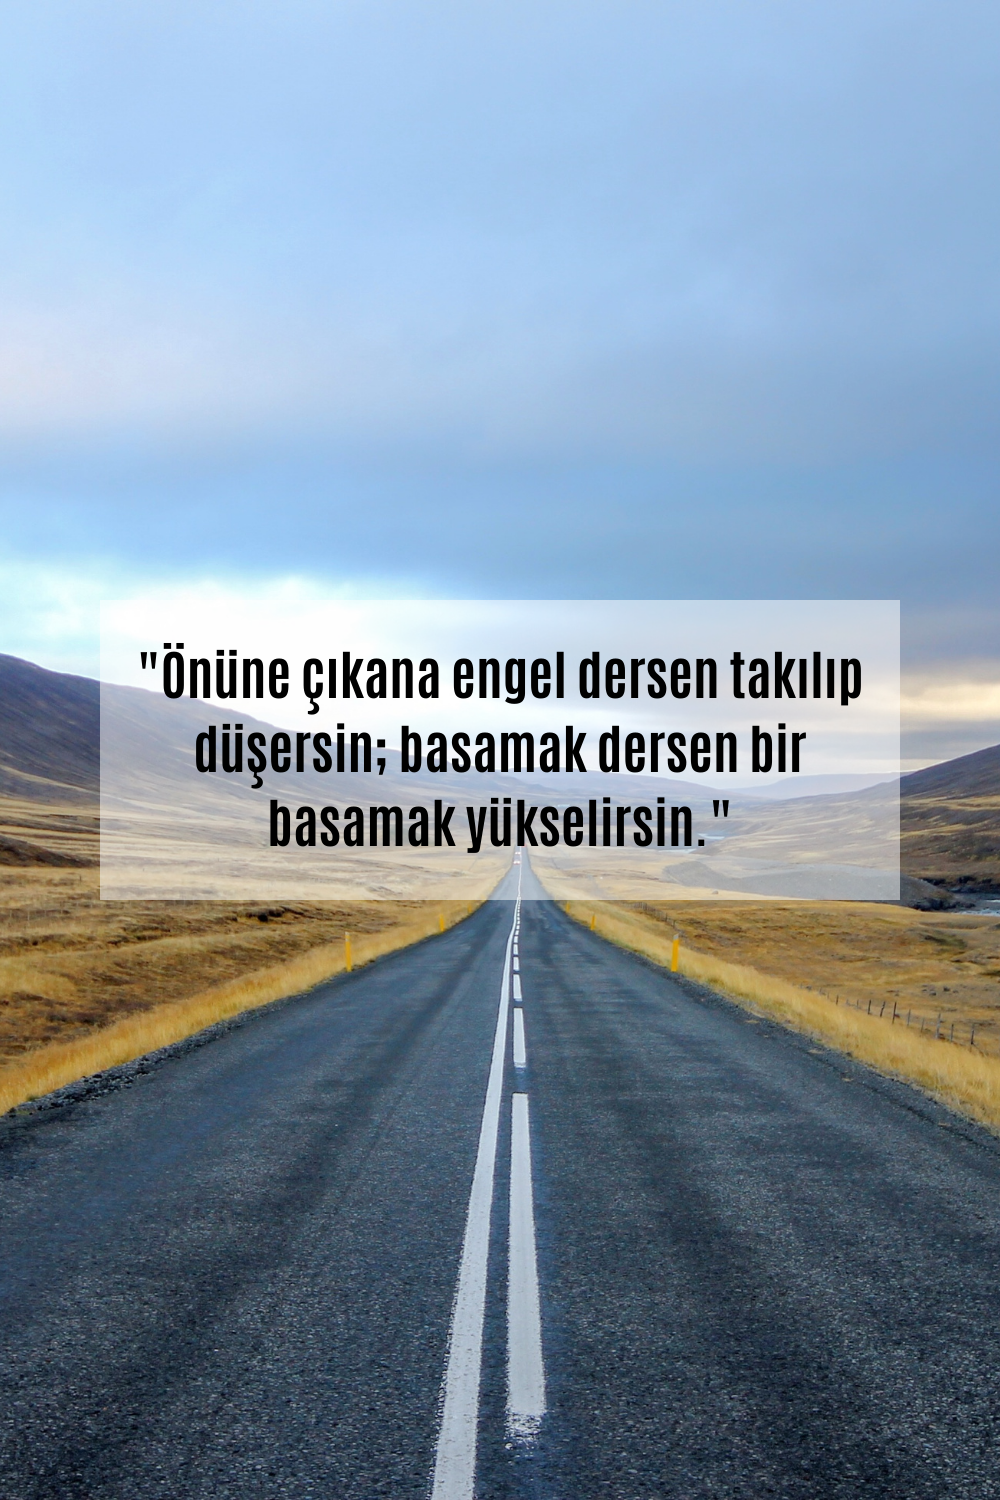 "Önüne çıkana engel dersen takılıp
düşersin; basamak dersen bir
basamak yükselirsin."